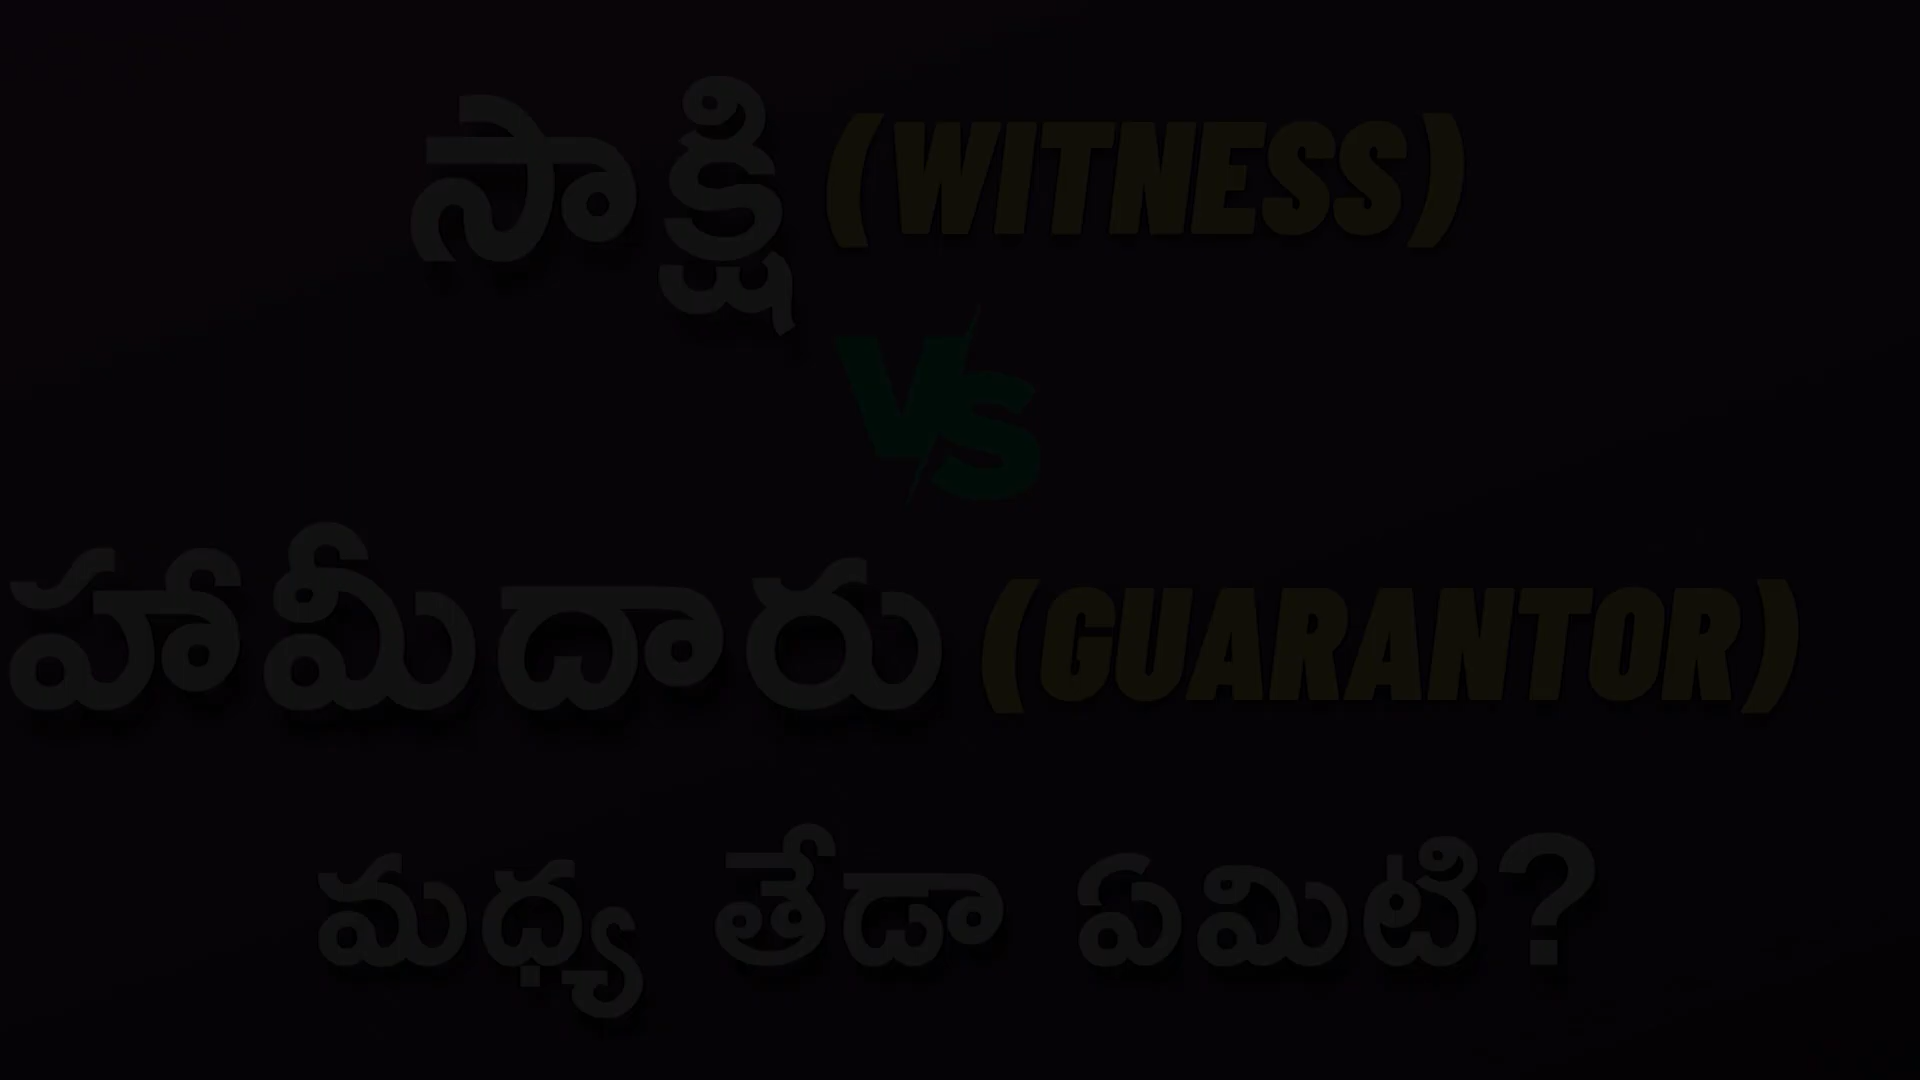 సాక్షి (WITNESS)
VS
హామీదారు (GUARANTOR)
మధ్య తేడా ఏమిటి?